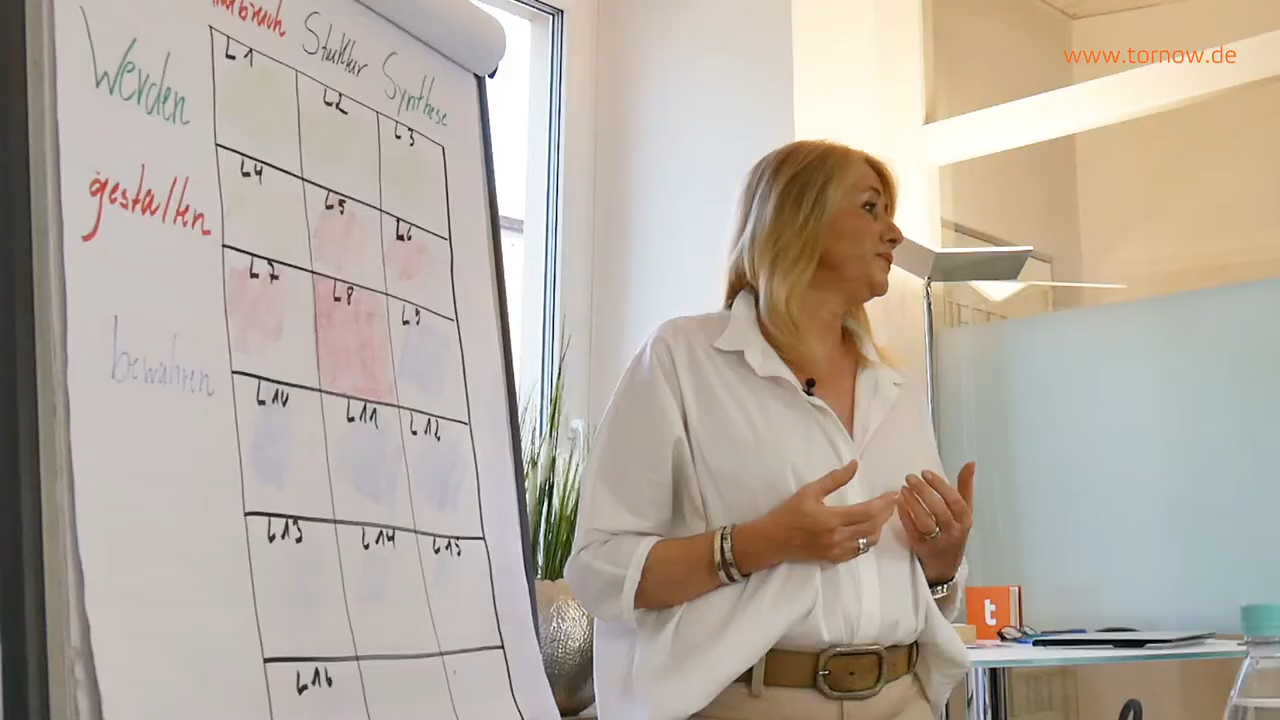 Struktur
Synthese
www.tornow.de
Werden
gestalten
bewahren
L1
L2
L3
L4
L5
L6
L7
L8
L9
L10
L11
L12
L13
L14
L15
L16
t